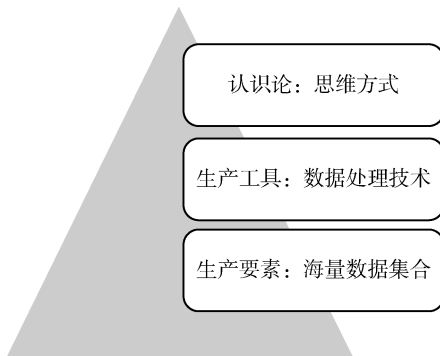 认识论：思维方式
生产工具：数据处理技术
生产要素：海量数据集合